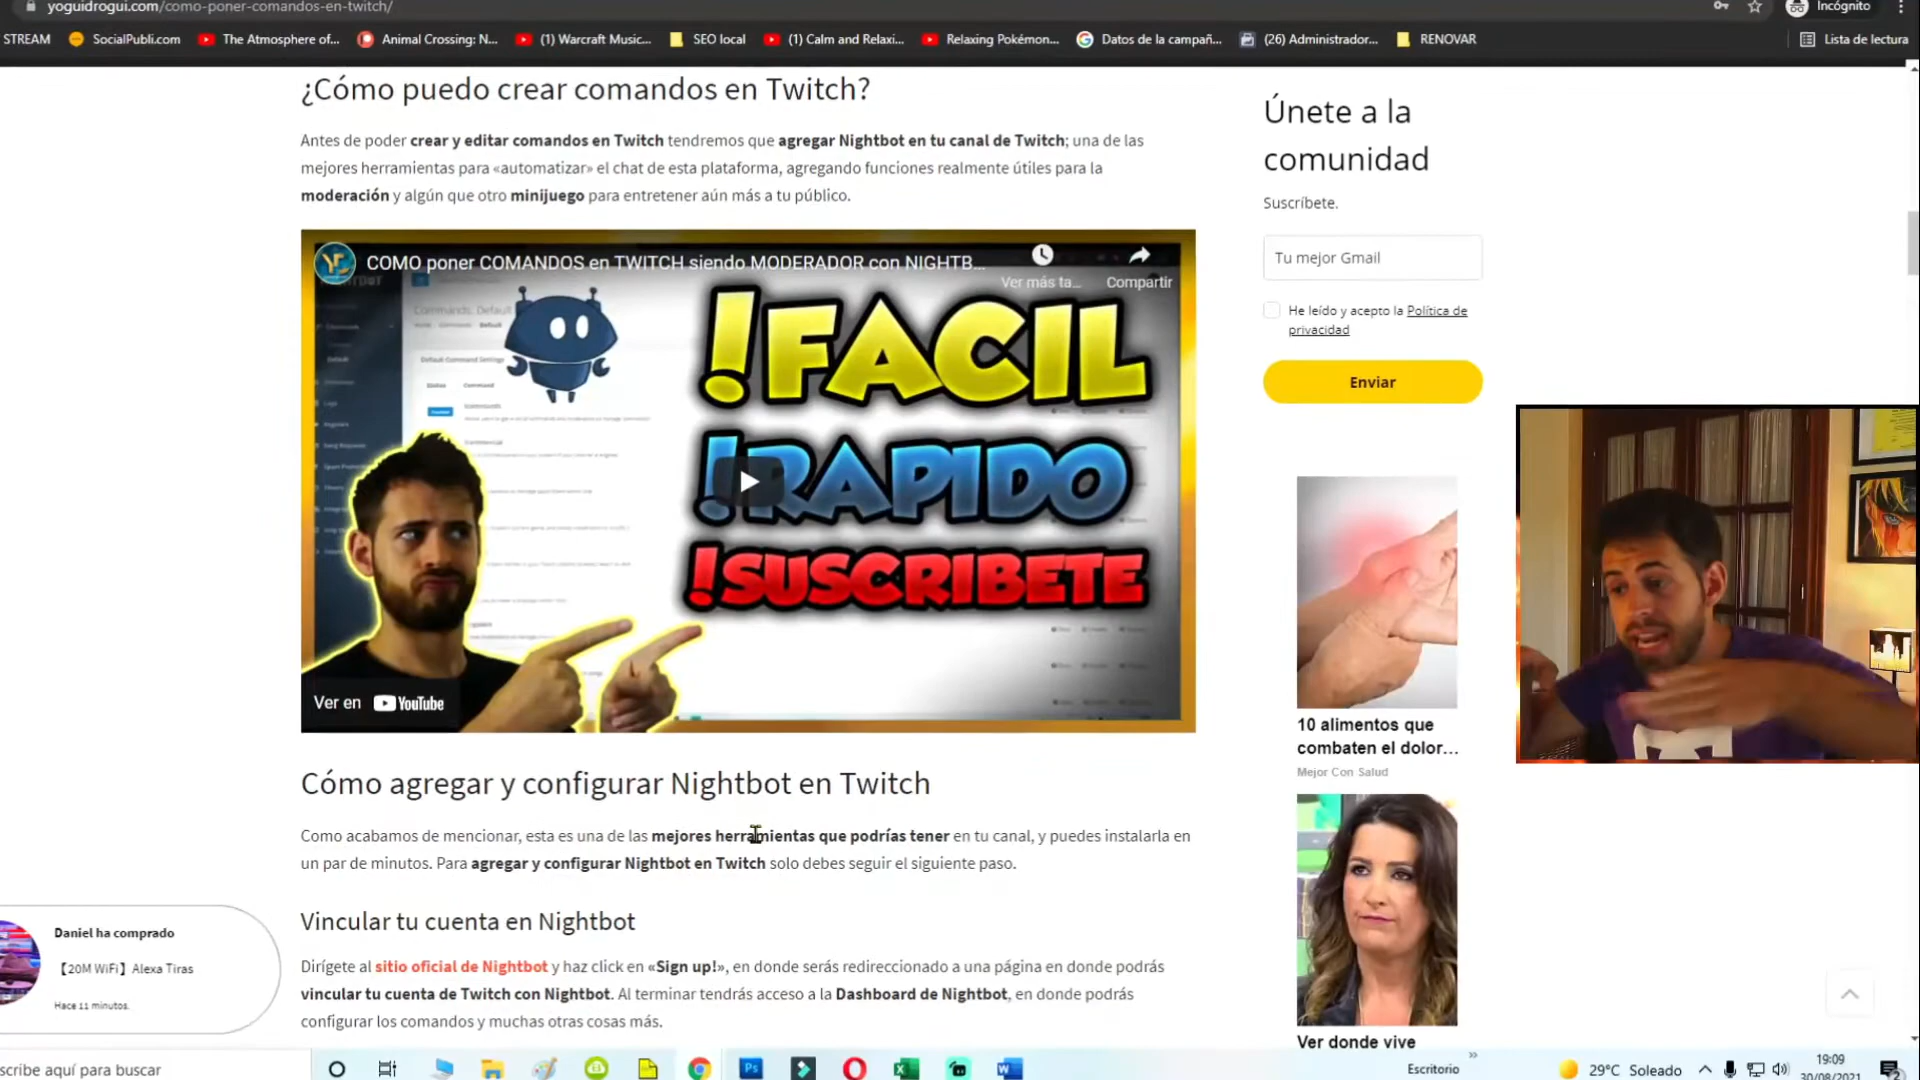 yoguidrogui.com/como-poner-comandos-en-twitch/
Incógnito
STREAM
SocialPubli.com
The Atmosphere of...
Animal Crossing: N...
(1) Warcraft Music...
SEO local
(1) Calm and Relaxi...
Relaxing Pokémon...
Datos de la campañ...
(26) Administrador...
RENOVAR
Lista de lectura
¿Cómo puedo crear comandos en Twitch?
Antes de poder crear y editar comandos en Twitch tendremos que agregar Nightbot en tu canal de Twitch; una de las
mejores herramientas para «automatizar» el chat de esta plataforma, agregando funciones realmente útiles para la
moderación y algún que otro minijuego para entretener aún más a tu público.
COMO poner COMANDOS en TWITCH siendo MODERADOR con NIGHTB...
Ver más ta...
Compartir
Commands: Default
Default Command Settings
!FACIL
!RAPIDO
!SUSCRIBETE
Ver en YouTube
Cómo agregar y configurar Nightbot en Twitch
Como acabamos de mencionar, esta es una de las mejores herramientas que podrías tener en tu canal, y puedes instalarla en
un par de minutos. Para agregar y configurar Nightbot en Twitch solo debes seguir el siguiente paso.
Vincular tu cuenta en Nightbot
Dirígete al sitio oficial de Nightbot y haz click en «Sign up!», en donde serás redireccionado a una página en donde podrás
vincular tu cuenta de Twitch con Nightbot. Al terminar tendrás acceso a la Dashboard de Nightbot, en donde podrás
configurar los comandos y muchas otras cosas más.
Únete a la
comunidad
Suscríbete.
Tu mejor Gmail
He leído y acepto la Política de
privacidad
Enviar
10 alimentos que
combaten el dolor...
Mejor Con Salud
Ver donde vive
Daniel ha comprado
【20M WiFi】Alexa Tiras
Hace 11 minutos.
scribe aquí para buscar
Ps
Escritorio
29°C Soleado
19:09
30/08/2021
2